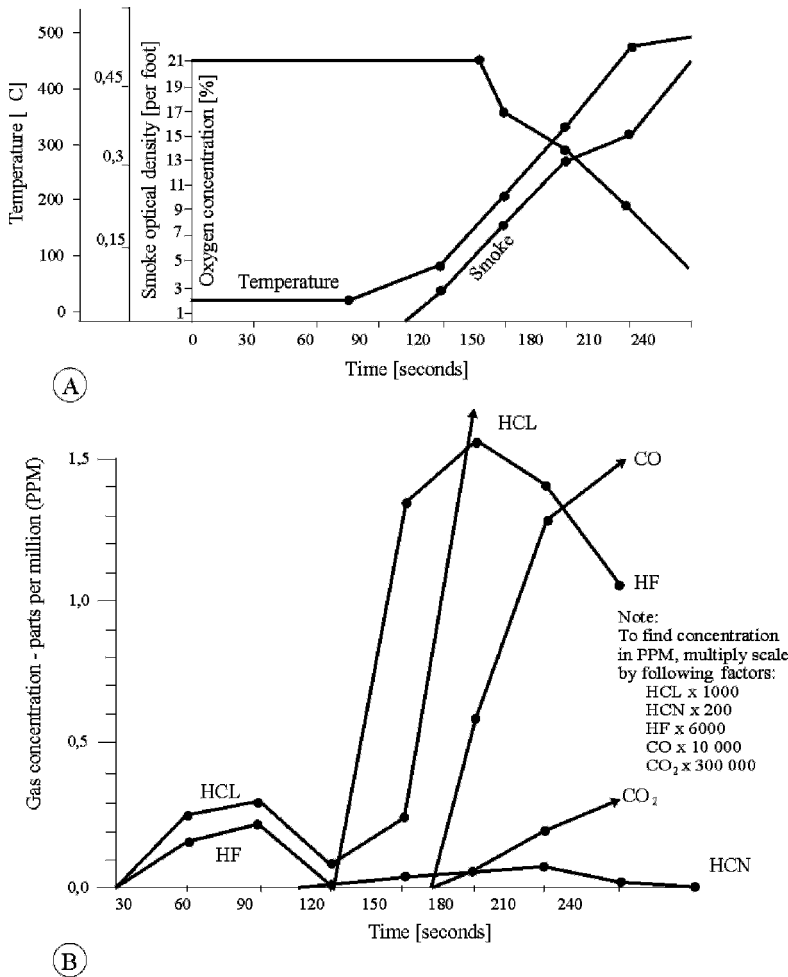 Temperature [ C]
500
400
300
200
100
0
0,45
0,3
0,15
Smoke optical density [per foot]
Oxygen concentration [%]
21
19
17
15
13
11
9
7
5
3
1
Temperature
Smoke
0 30 60 90 120 150 180 210 240
Time [seconds]
A
Gas concentration - parts per million (PPM)
1,5
1,0
0,5
0,0
HCL
CO
HF
Note:
To find concentration
in PPM, multiply scale
by following factors:
HCL x 1000
HCN x 200
HF x 6000
CO x 10 000
CO2 x 300 000
HCL
HF
CO2
HCN
30 60 90 120 150 180 210 240
Time [seconds]
B